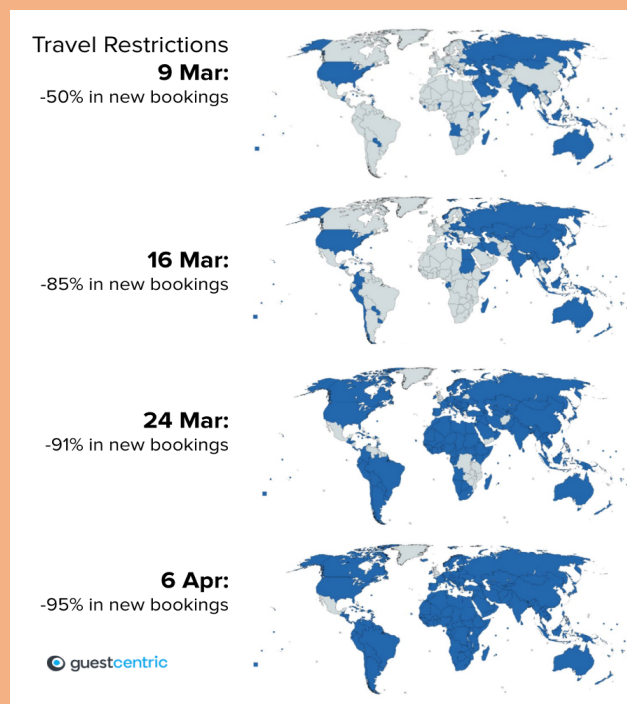 Travel Restrictions
9 Mar:
-50% in new bookings
16 Mar:
-85% in new bookings
24 Mar:
-91% in new bookings
6 Apr:
-95% in new bookings
guestcentric